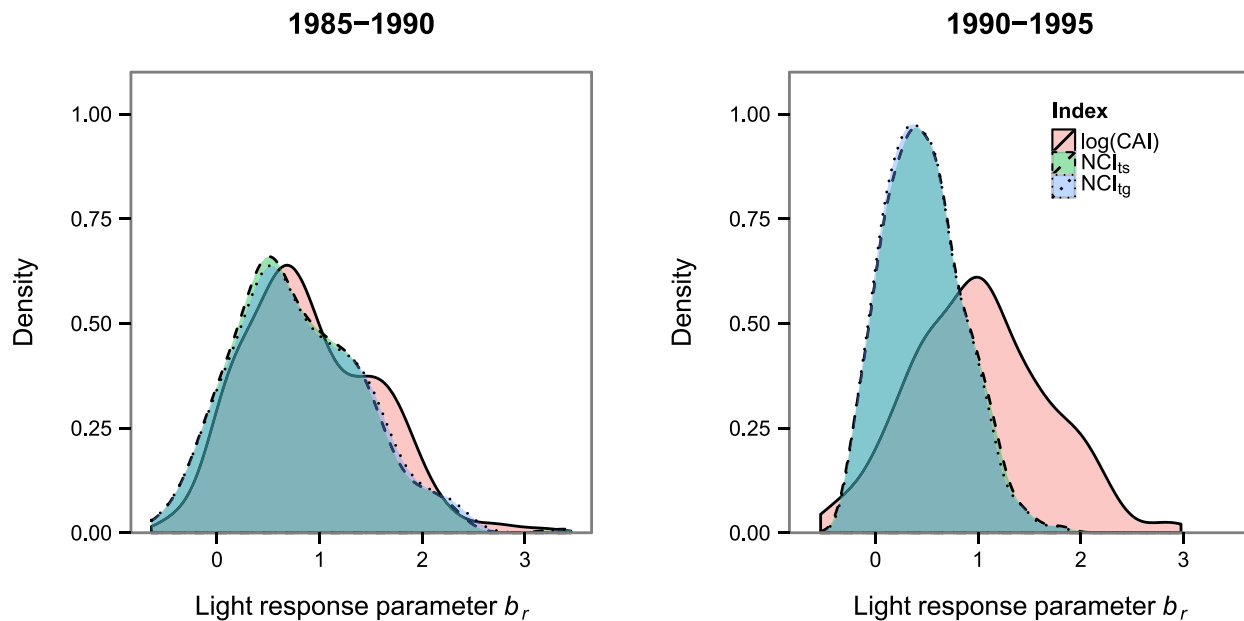 1985−1990
1.00
0.75
0.50
0.25
0.00
Density
0
1
2
3
Light response parameter b_r
1990−1995
1.00
0.75
0.50
0.25
0.00
Density
0
1
2
3
Light response parameter b_r
Index
log(CAI)
NCI_ts
NCI_tg